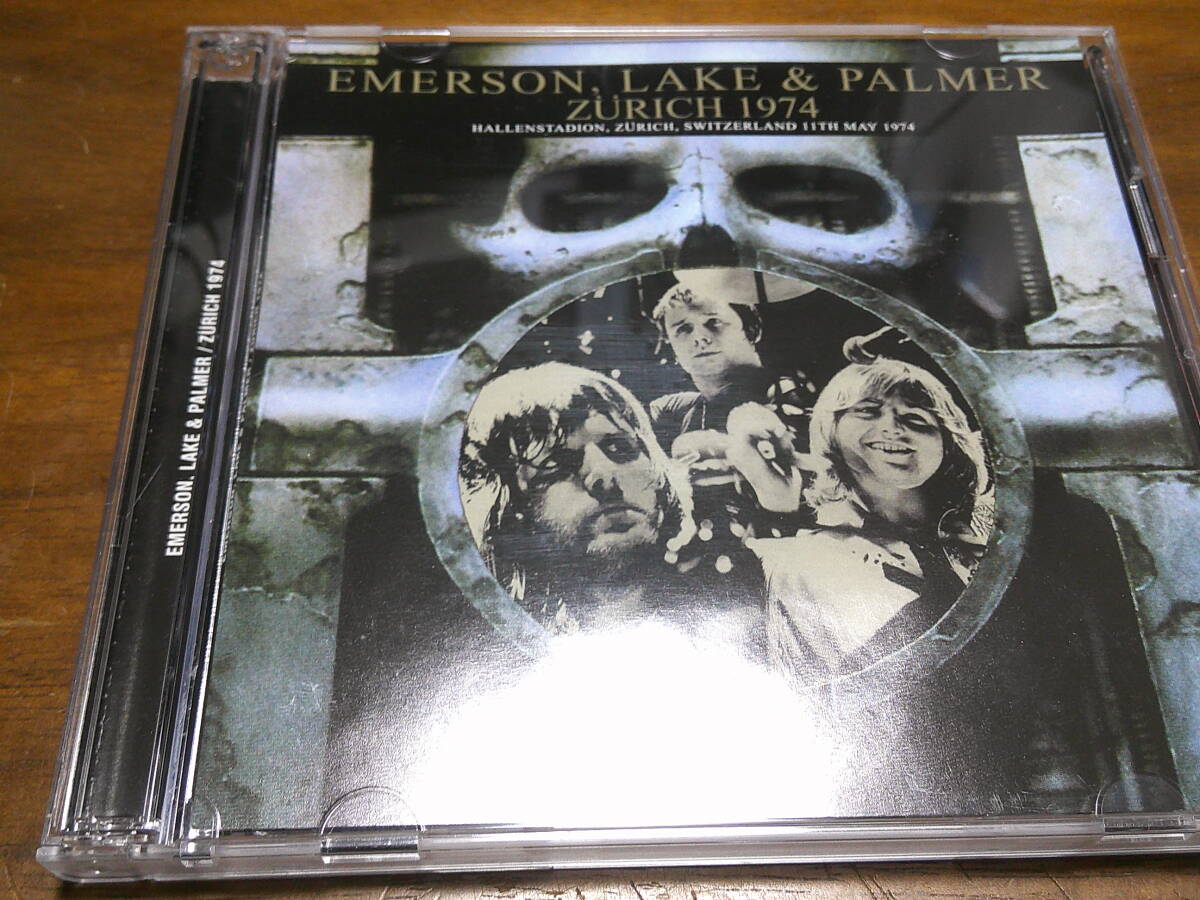 EMERSON, LAKE & PALMER
ZÜRICH 1974
HALLENSTADION, ZÜRICH, SWITZERLAND 11TH MAY 1974
EMERSON, LAKE & PALMER / ZÜRICH 1974